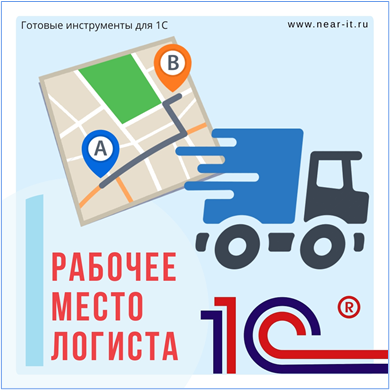 Готовые инструменты для 1С
www.near-it.ru
B
A
РАБОЧЕЕ
МЕСТО
ЛОГИСТА
1С®